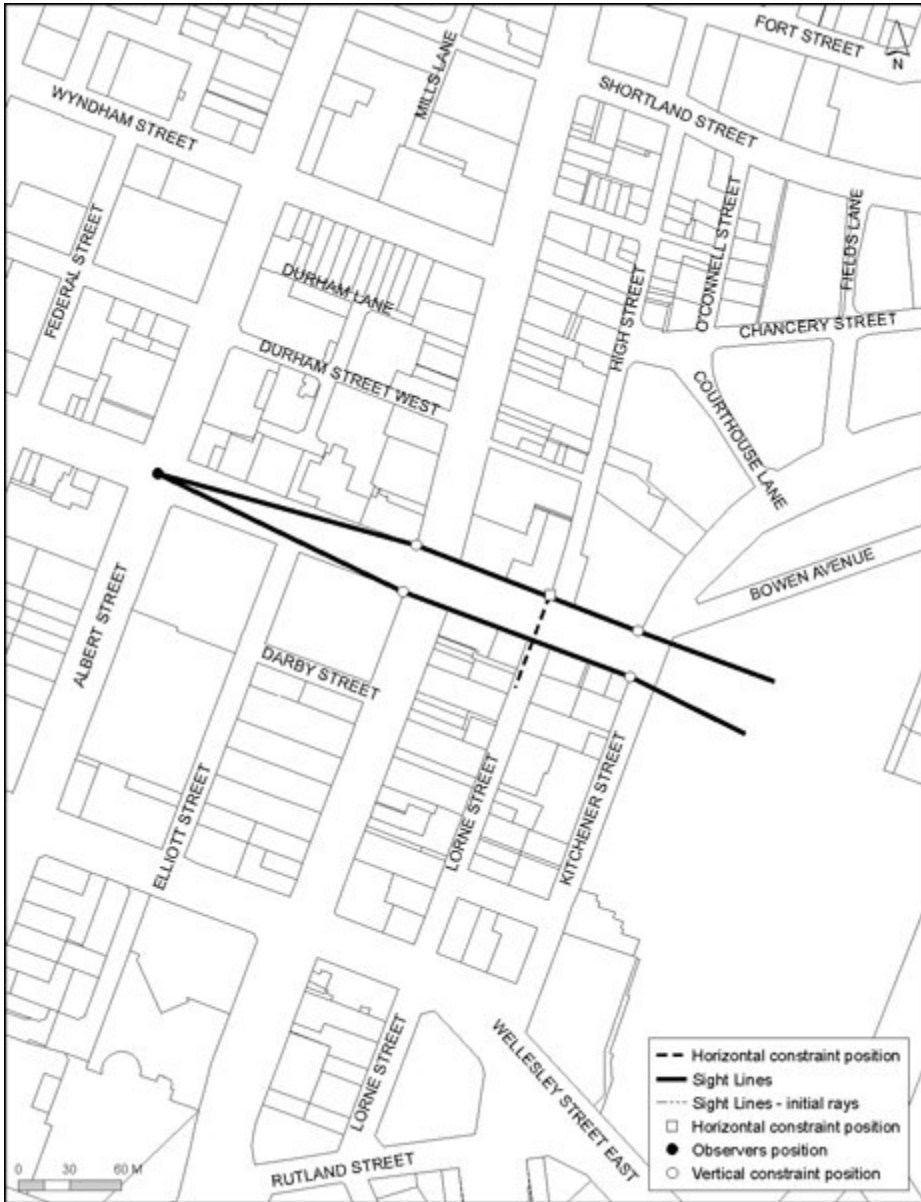 FORT STREET
N
MILLS LANE
WYNDHAM STREET
SHORTLAND STREET
FEDERAL STREET
DURHAM LANE
HIGH STREET
O'CONNELL STREET
FIELDS LANE
CHANCERY STREET
DURHAM STREET WEST
COURTHOUSE LANE
BOWEN AVENUE
ALBERT STREET
DARBY STREET
ELLIOTT STREET
LORNE STREET
KITCHENER STREET
LORNE STREET
WELLESLEY STREET EAST
RUTLAND STREET
0 30 60 M
Horizontal constraint position
Sight Lines
Sight Lines - initial rays
Horizontal constraint position
Observers position
Vertical constraint position